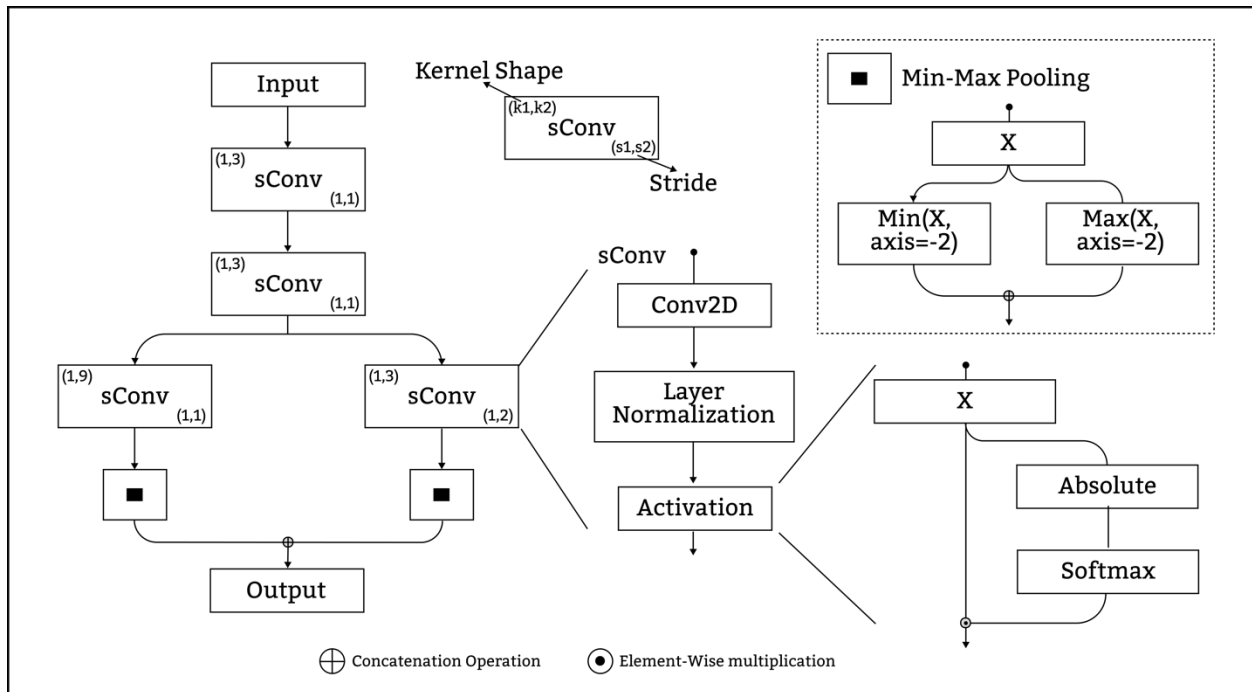 Input
(1,3)
sConv
(1,1)
(1,3)
sConv
(1,1)
(1,9)
sConv
(1,1)
(1,3)
sConv
(1,2)
Output
Kernel Shape
(k1,k2)
sConv
(s1,s2)
Stride
sConv
Conv2D
Layer
Normalization
Activation
Min-Max Pooling
X
Min(X,
axis=-2)
Max(X,
axis=-2)
X
Absolute
Softmax
Concatenation Operation
Element-Wise multiplication